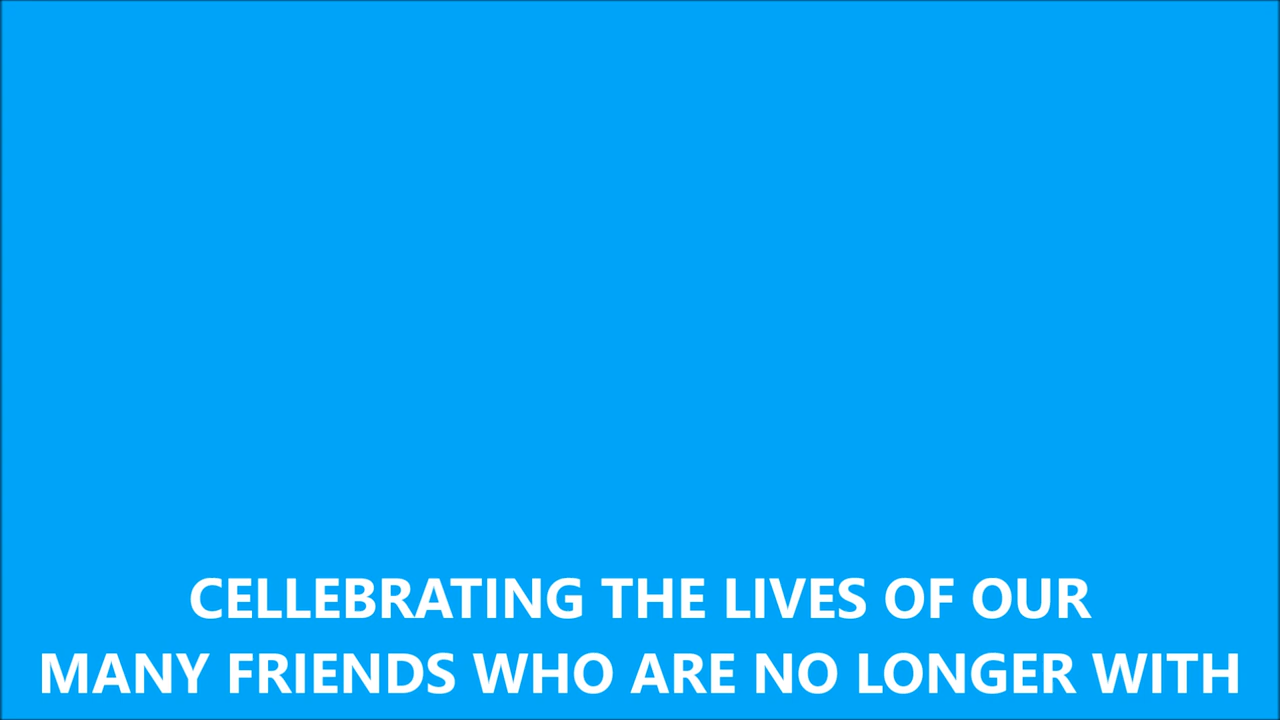 CELLEBRATING THE LIVES OF OUR
MANY FRIENDS WHO ARE NO LONGER WITH